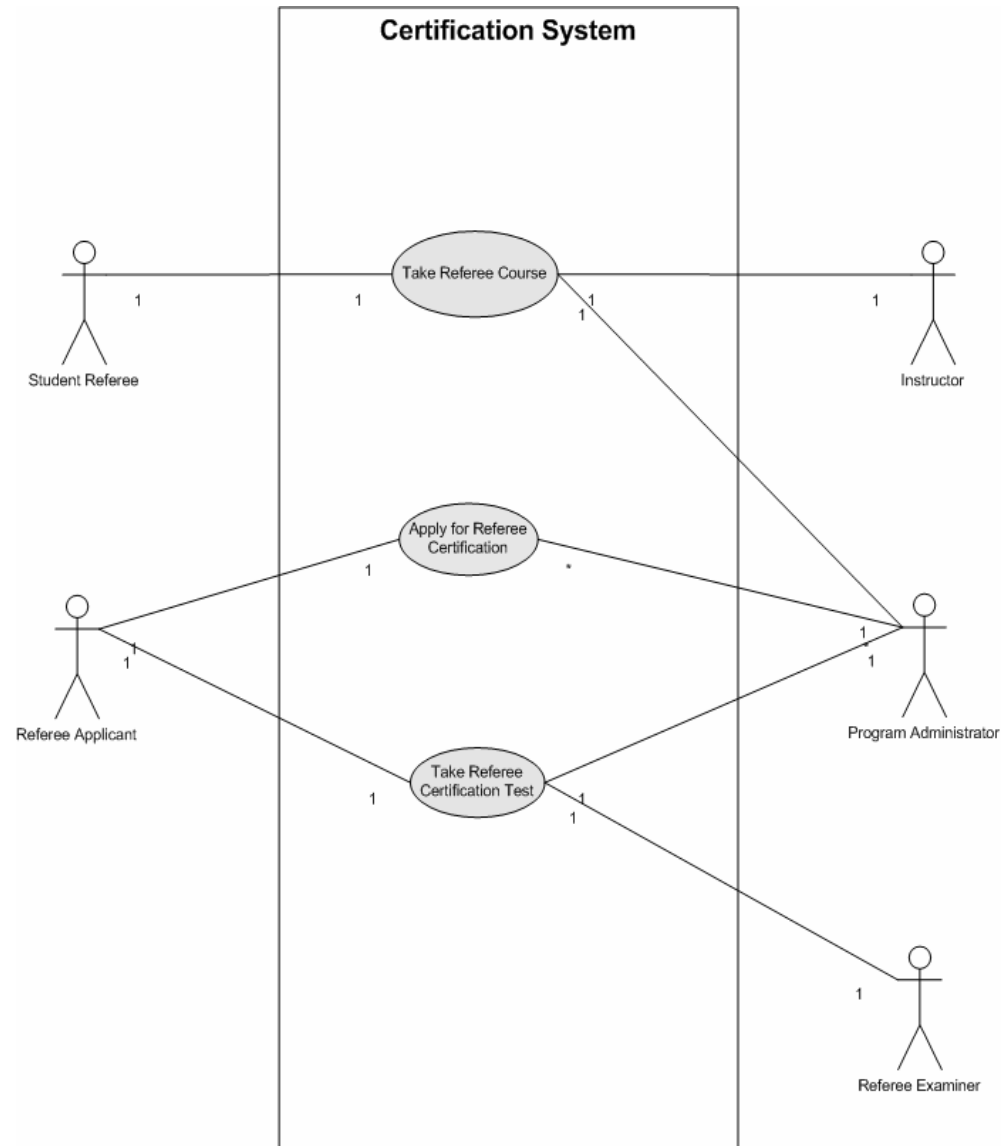 Certification System
Take Referee Course
1
1
1
1
1
Student Referee
Instructor
Apply for Referee
Certification
1
*
1
1
1
*
1
Referee Applicant
Program Administrator
Take Referee
Certification Test
1
1
1
1
Referee Examiner